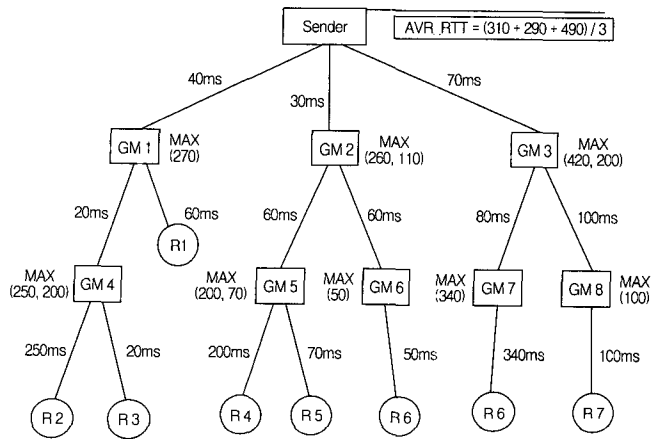 Sender
AVR_RTT = (310 + 290 + 490) / 3
40ms
30ms
70ms
GM 1
MAX
(270)
GM 2
MAX
(260, 110)
GM 3
MAX
(420, 200)
20ms
60ms
60ms
60ms
80ms
100ms
R1
MAX
(250, 200)
GM 4
MAX
(200, 70)
GM 5
MAX
(50)
GM 6
MAX
(340)
GM 7
GM 8
MAX
(100)
250ms
20ms
200ms
70ms
50ms
340ms
100ms
R 2
R 3
R 4
R 5
R 6
R 6
R 7